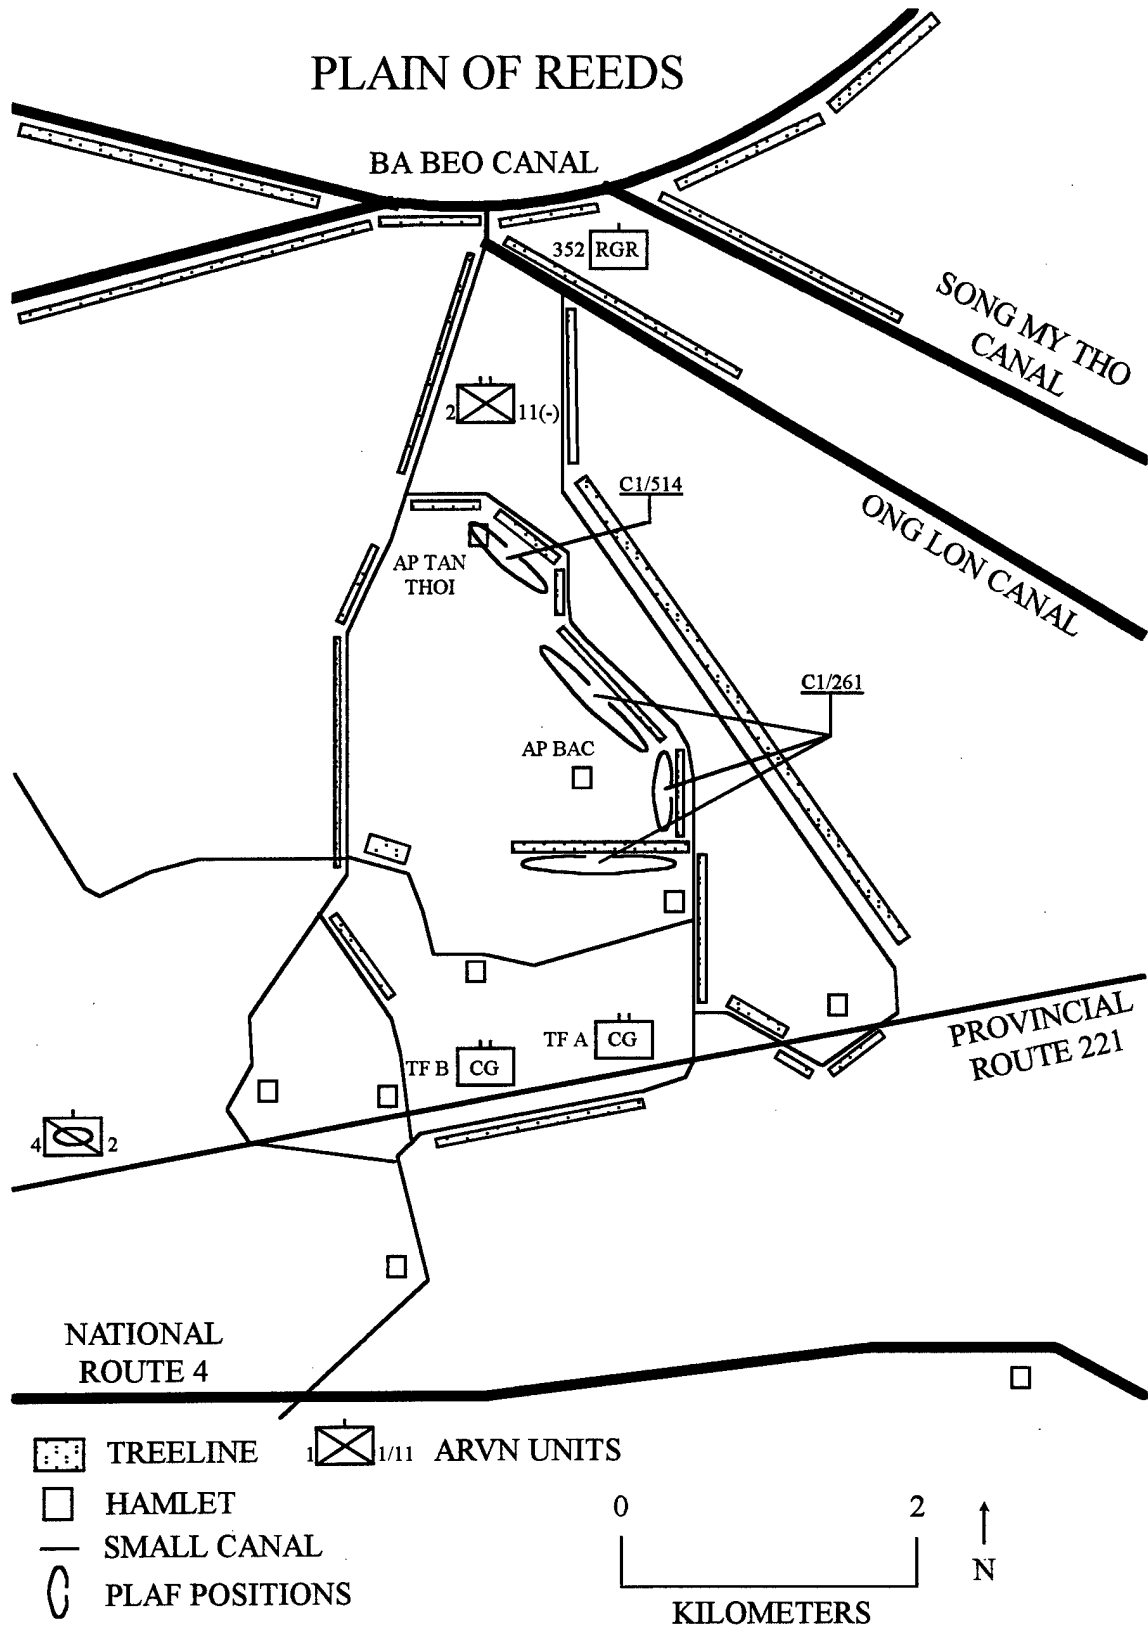 PLAIN OF REEDS
BA BEO CANAL
352 RGR
SONG MY THO
CANAL
2 11(-)
C1/514
ONG LON CANAL
AP TAN
THOI
C1/261
AP BAC
PROVINCIAL
ROUTE 221
TF A CG
TF B CG
4 2
NATIONAL
ROUTE 4
TREELINE
1 1/11 ARVN UNITS
HAMLET
SMALL CANAL
PLAF POSITIONS
0 2
N
KILOMETERS